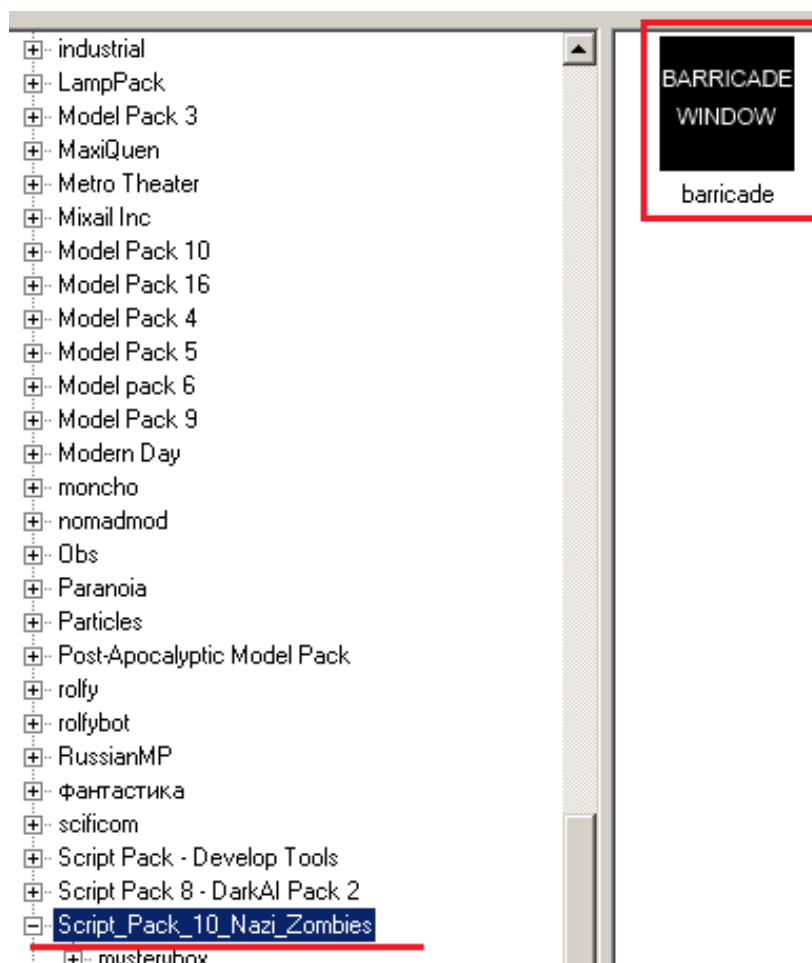 industrial
LampPack
Model Pack 3
MaxiQuen
Metro Theater
Mixail Inc
Model Pack 10
Model Pack 16
Model Pack 4
Model Pack 5
Model pack 6
Model Pack 9
Modern Day
moncho
nomadmod
Obs
Paranoia
Particles
Post-Apocalyptic Model Pack
rolfy
rolfybot
RussianMP
фантастика
scificom
Script Pack - Develop Tools
Script Pack 8 - DarkAI Pack 2
Script_Pack_10_Nazi_Zombies
musterybox
BARRICADE
WINDOW
barricade